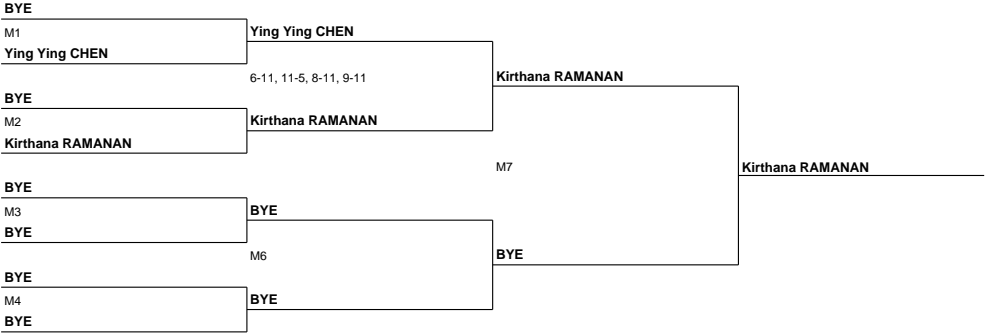 BYE
M1
Ying Ying CHEN
Ying Ying CHEN
6-11, 11-5, 8-11, 9-11
Kirthana RAMANAN
BYE
M2
Kirthana RAMANAN
Kirthana RAMANAN
M7
Kirthana RAMANAN
BYE
M3
BYE
BYE
M6
BYE
BYE
M4
BYE
BYE